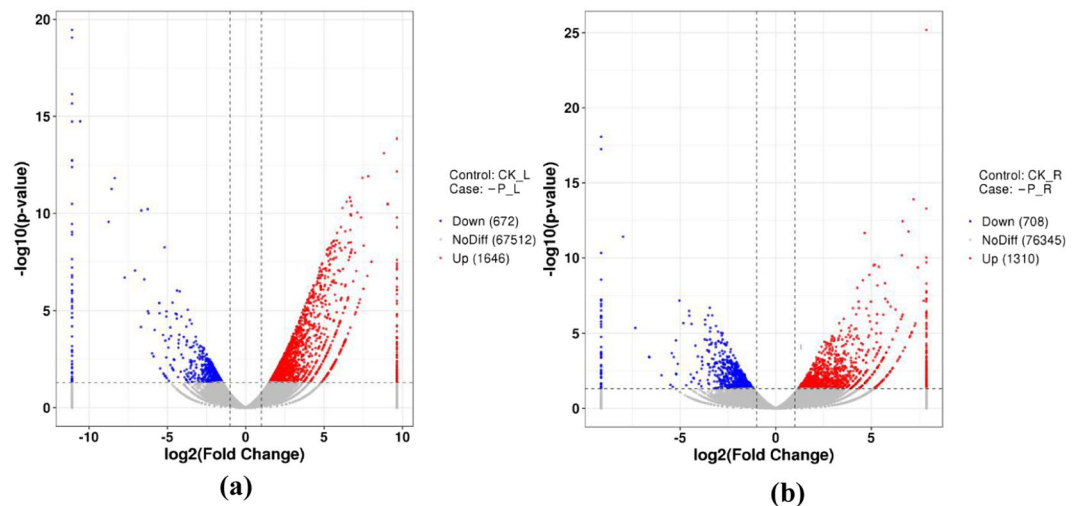 20
15
10
5
0
-log10(p-value)
-10
-5
0
5
10
log2(Fold Change)
Control: CK_L
Case: −P_L
Down (672)
NoDiff (67512)
Up (1646)
(a)
25
20
15
10
5
0
-log10(p-value)
-5
0
5
log2(Fold Change)
Control: CK_R
Case: −P_R
Down (708)
NoDiff (76345)
Up (1310)
(b)